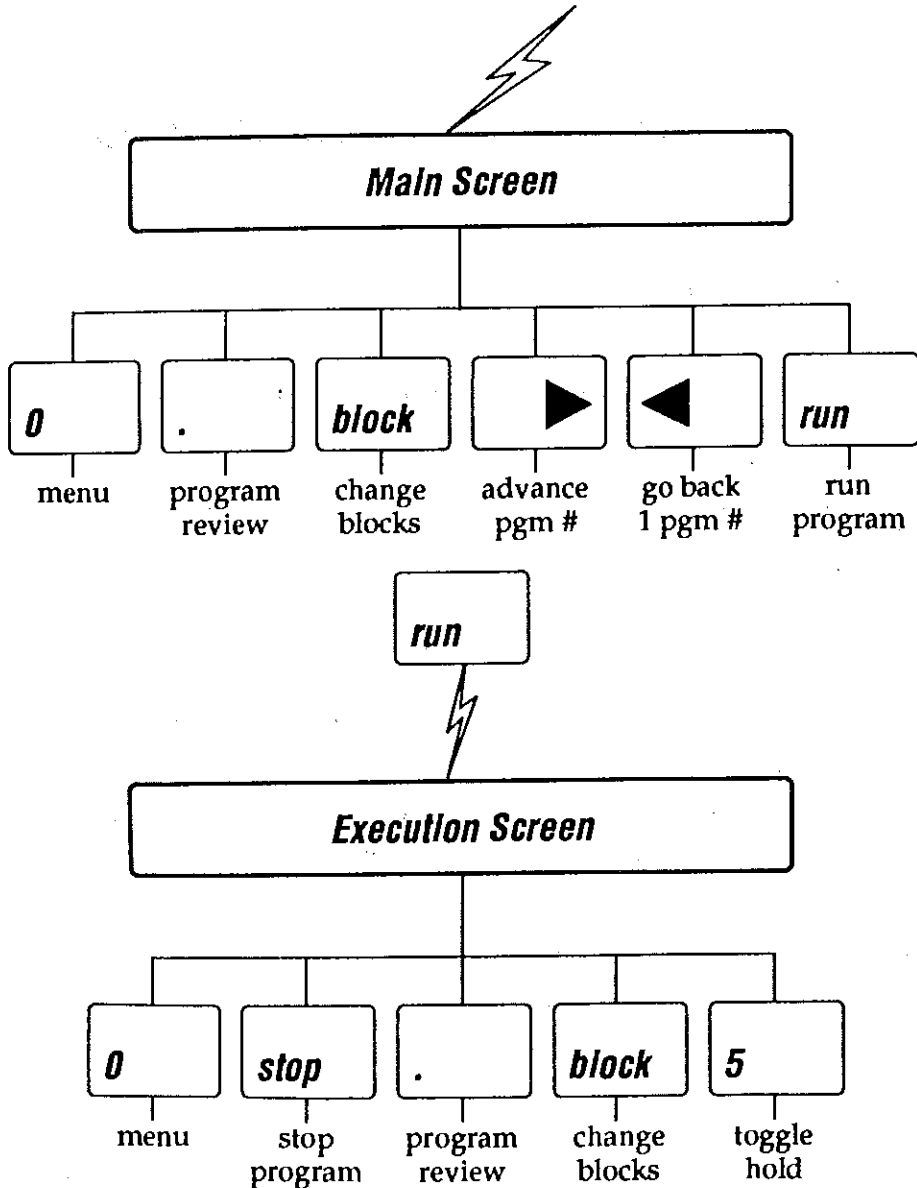 Main Screen
0
.
block
run
menu
program
review
change
blocks
advance
pgm #
go back
1 pgm #
run
program
run
Execution Screen
0
stop
.
block
5
menu
stop
program
program
review
change
blocks
toggle
hold